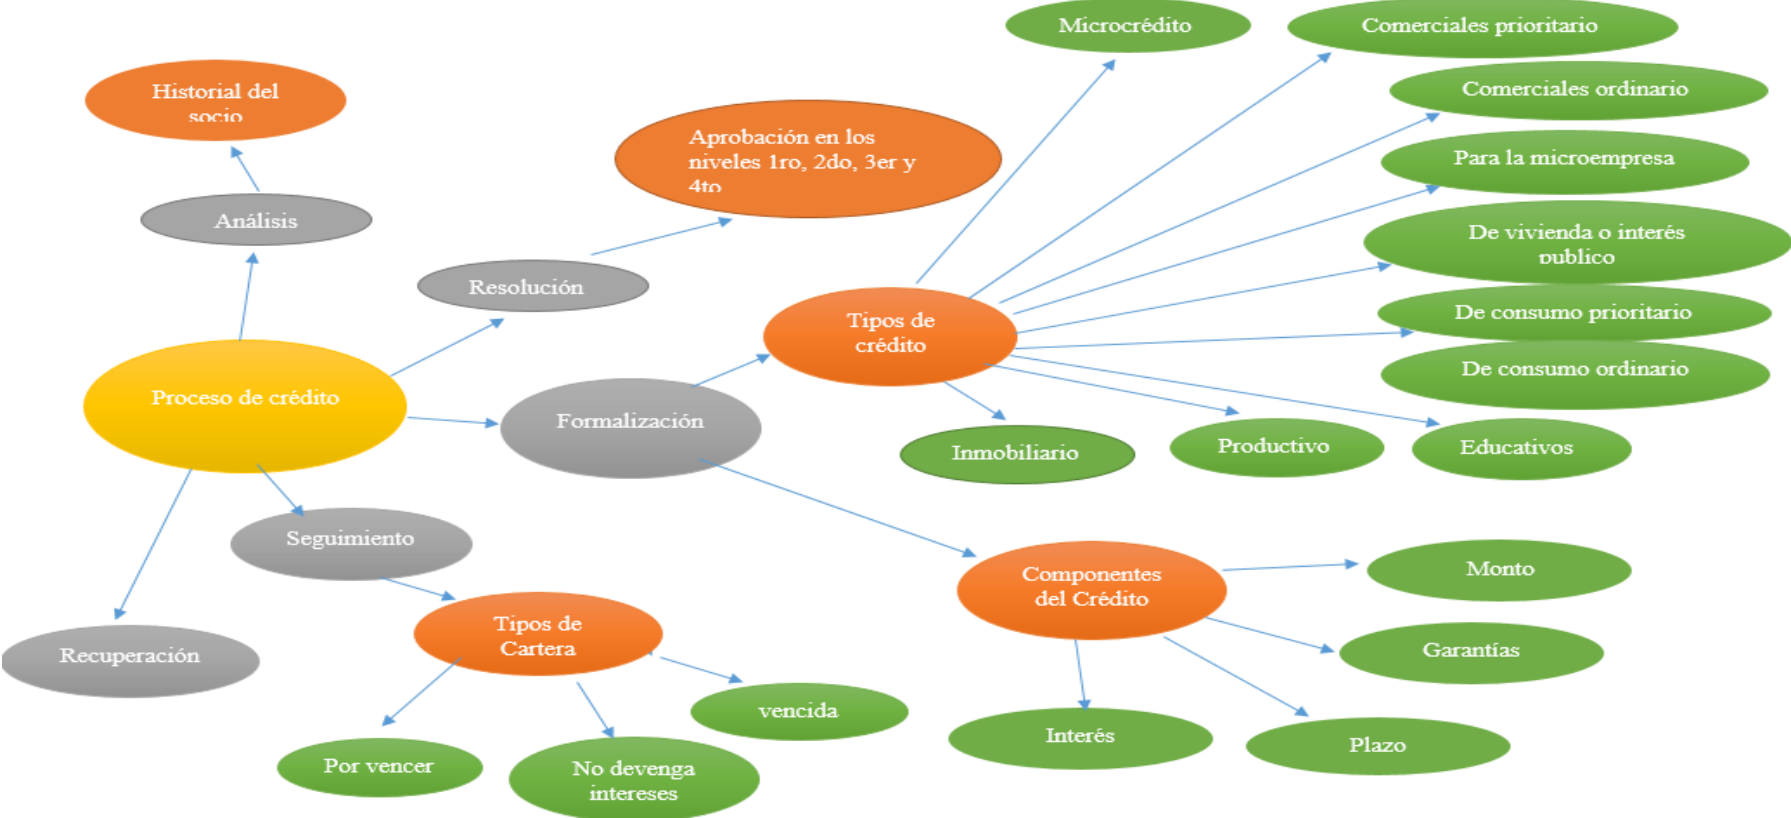 Microcrédito
Comerciales prioritario
Historial del
socio
Comerciales ordinario
Aprobación en los
niveles 1ro, 2do, 3er y
4to
Para la microempresa
Análisis
De vivienda o interés
publico
Resolución
Tipos de
crédito
De consumo prioritario
De consumo ordinario
Proceso de crédito
Formalización
Inmobiliario
Productivo
Educativos
Seguimiento
Componentes
del Crédito
Monto
Tipos de
Cartera
Recuperación
Garantías
vencida
Interés
Plazo
Por vencer
No devenga
intereses